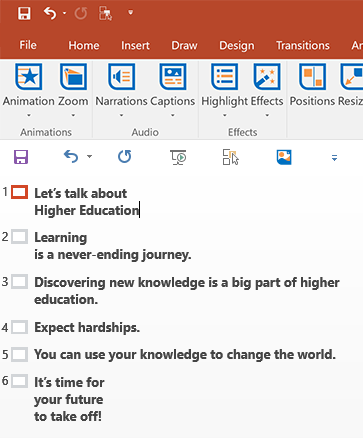 File Home Insert Draw Design Transitions
Animation Zoom Narrations Captions Highlight Effects Positions
Animations Audio Effects
1 Let's talk about
Higher Education
2 Learning
is a never-ending journey.
3 Discovering new knowledge is a big part of higher
education.
4 Expect hardships.
5 You can use your knowledge to change the world.
6 It's time for
your future
to take off!